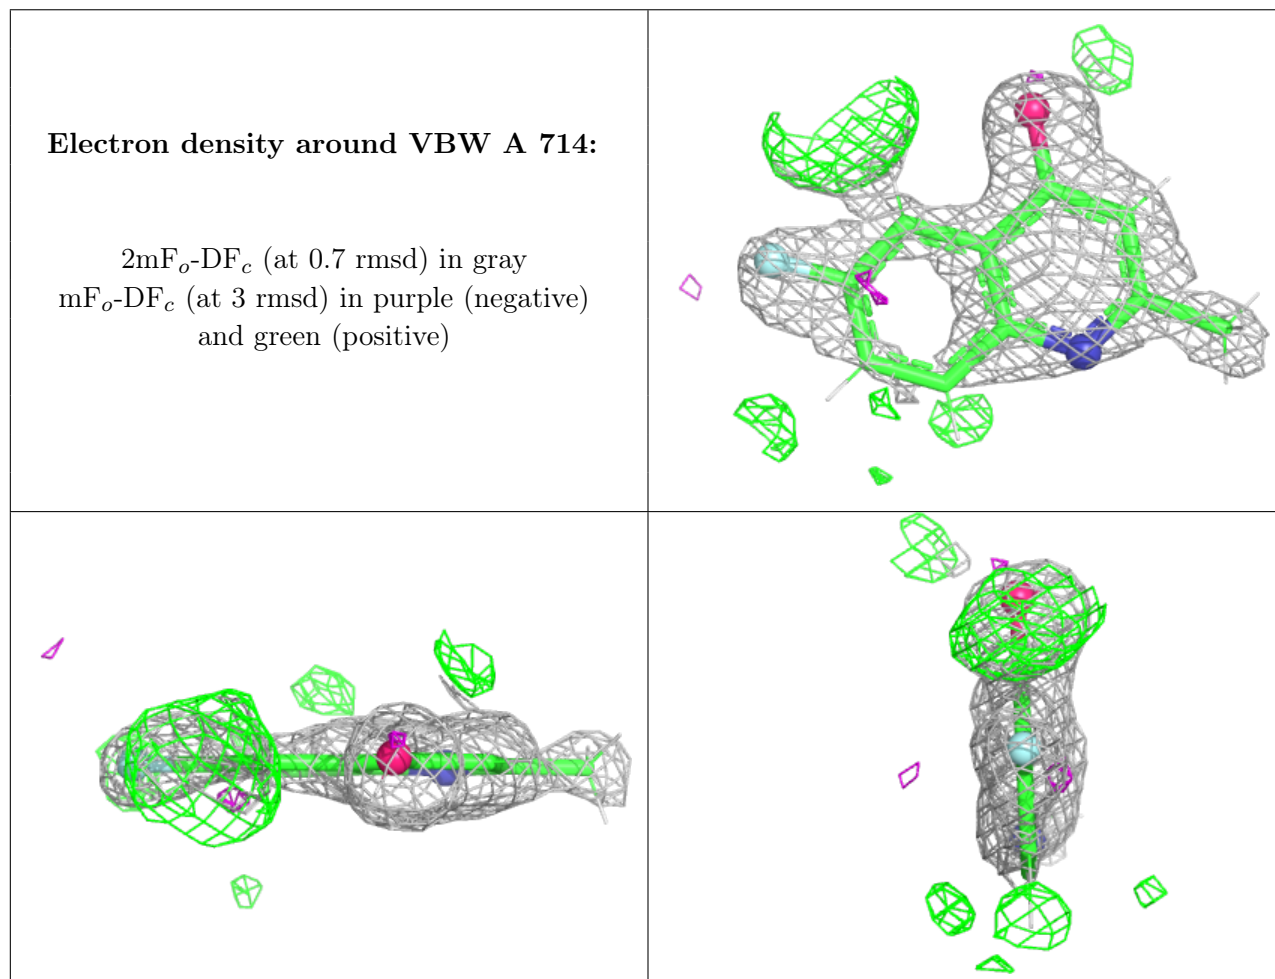 Electron density around VBW A 714:
2mFo-DFc (at 0.7 rmsd) in gray
mFo-DFc (at 3 rmsd) in purple (negative)
and green (positive)